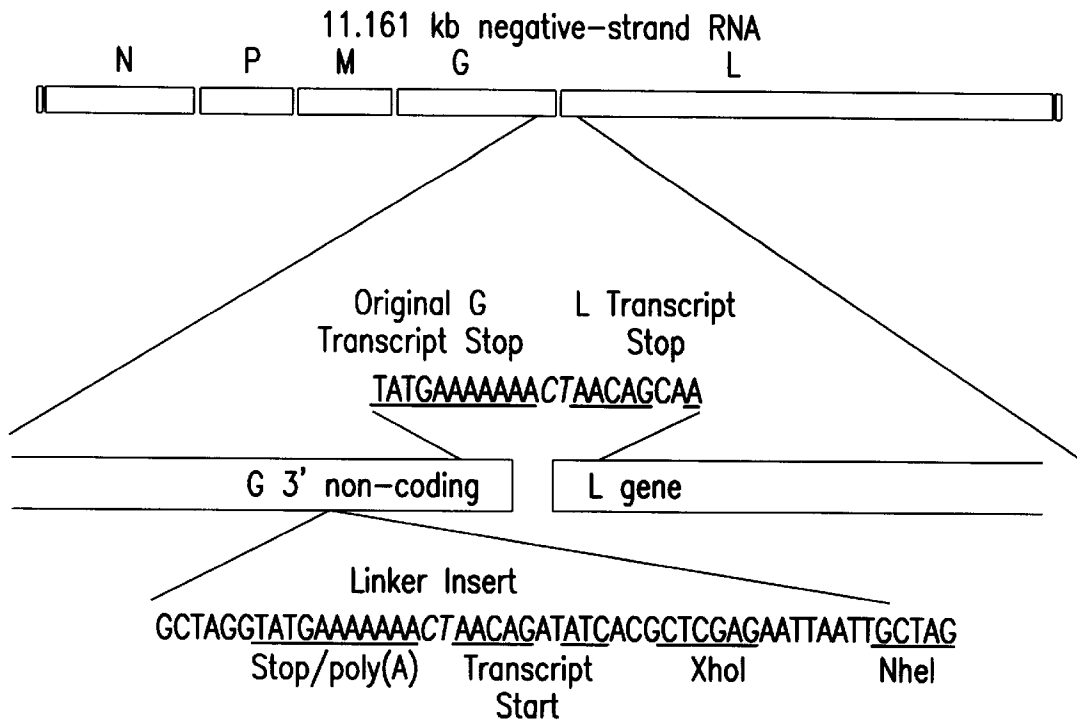 11.161 kb negative-strand RNA
N P M G L
Original G
Transcript Stop
L Transcript
Stop
TATGAAAAAAACTAACAGCAA
G 3' non-coding
L gene
Linker Insert
GCTAGGTATGAAAAAAACTAACAGATATCACGCTCGAGAATTAATTGCTAG
Stop/poly(A)
Transcript
Start
XhoI
NheI